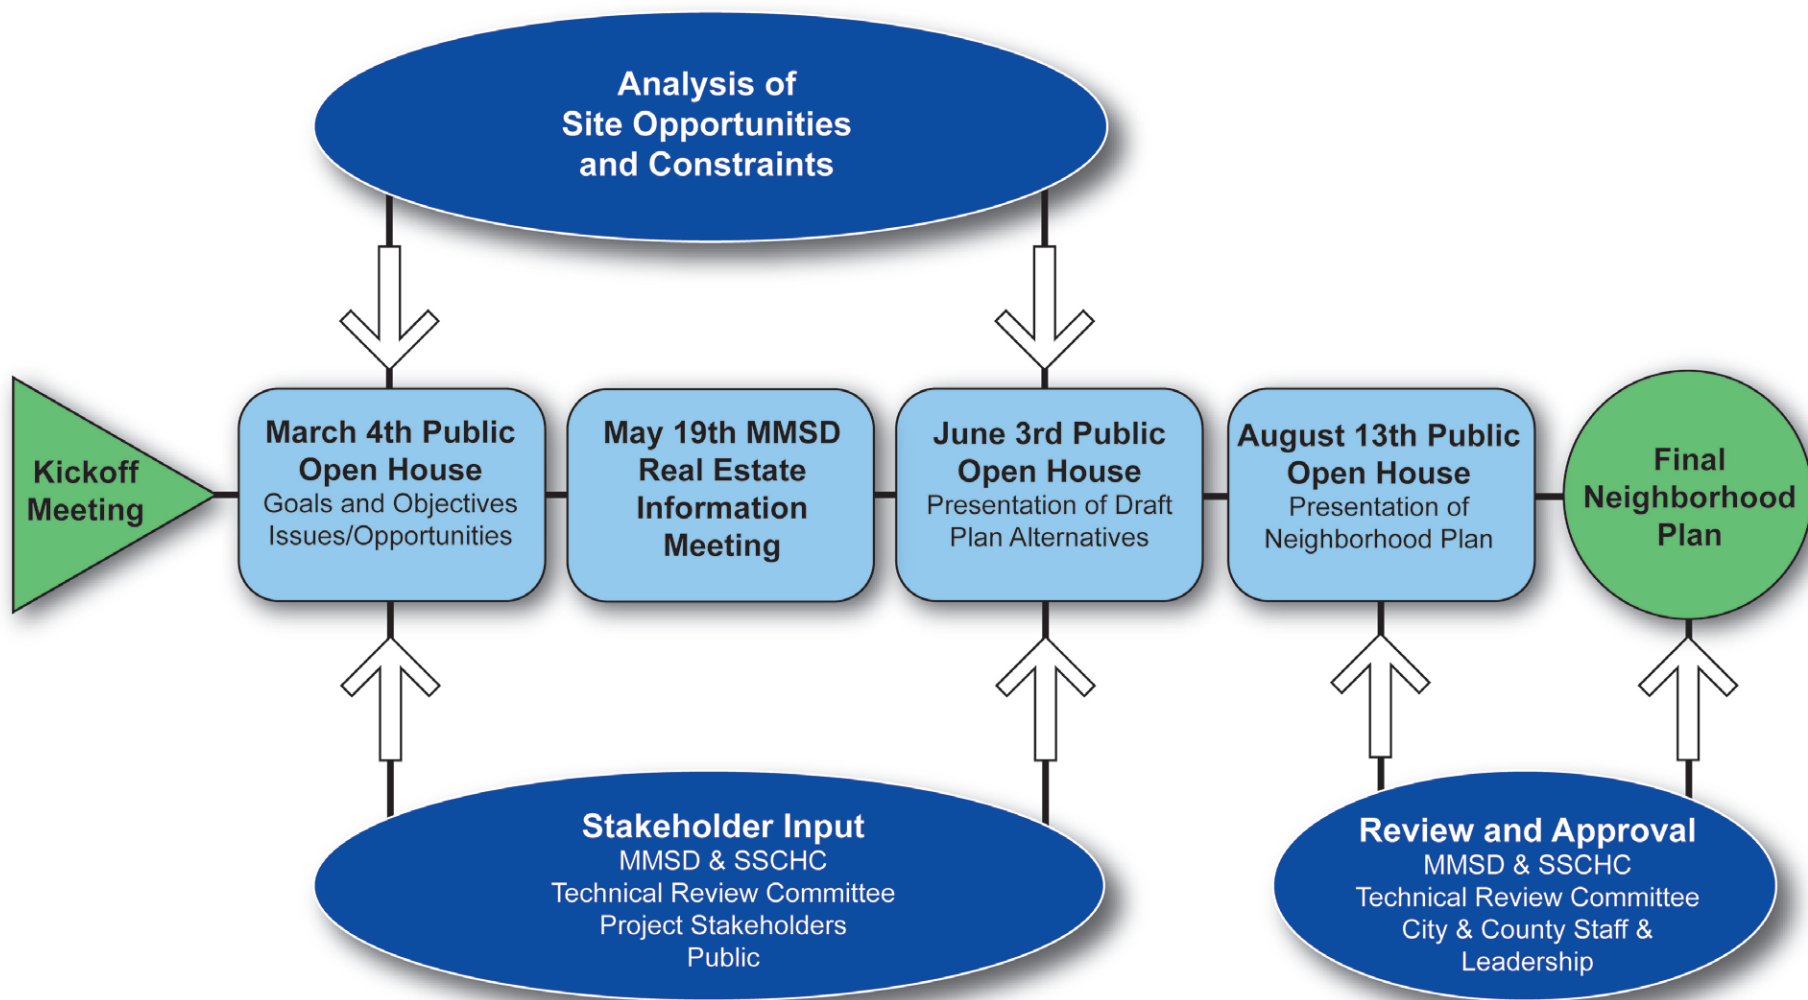 Analysis of
Site Opportunities
and Constraints
Kickoff
Meeting
March 4th Public
Open House
Goals and Objectives
Issues/Opportunities
May 19th MMSD
Real Estate
Information
Meeting
June 3rd Public
Open House
Presentation of Draft
Plan Alternatives
August 13th Public
Open House
Presentation of
Neighborhood Plan
Final
Neighborhood
Plan
Stakeholder Input
MMSD & SSCHC
Technical Review Committee
Project Stakeholders
Public
Review and Approval
MMSD & SSCHC
Technical Review Committee
City & County Staff &
Leadership